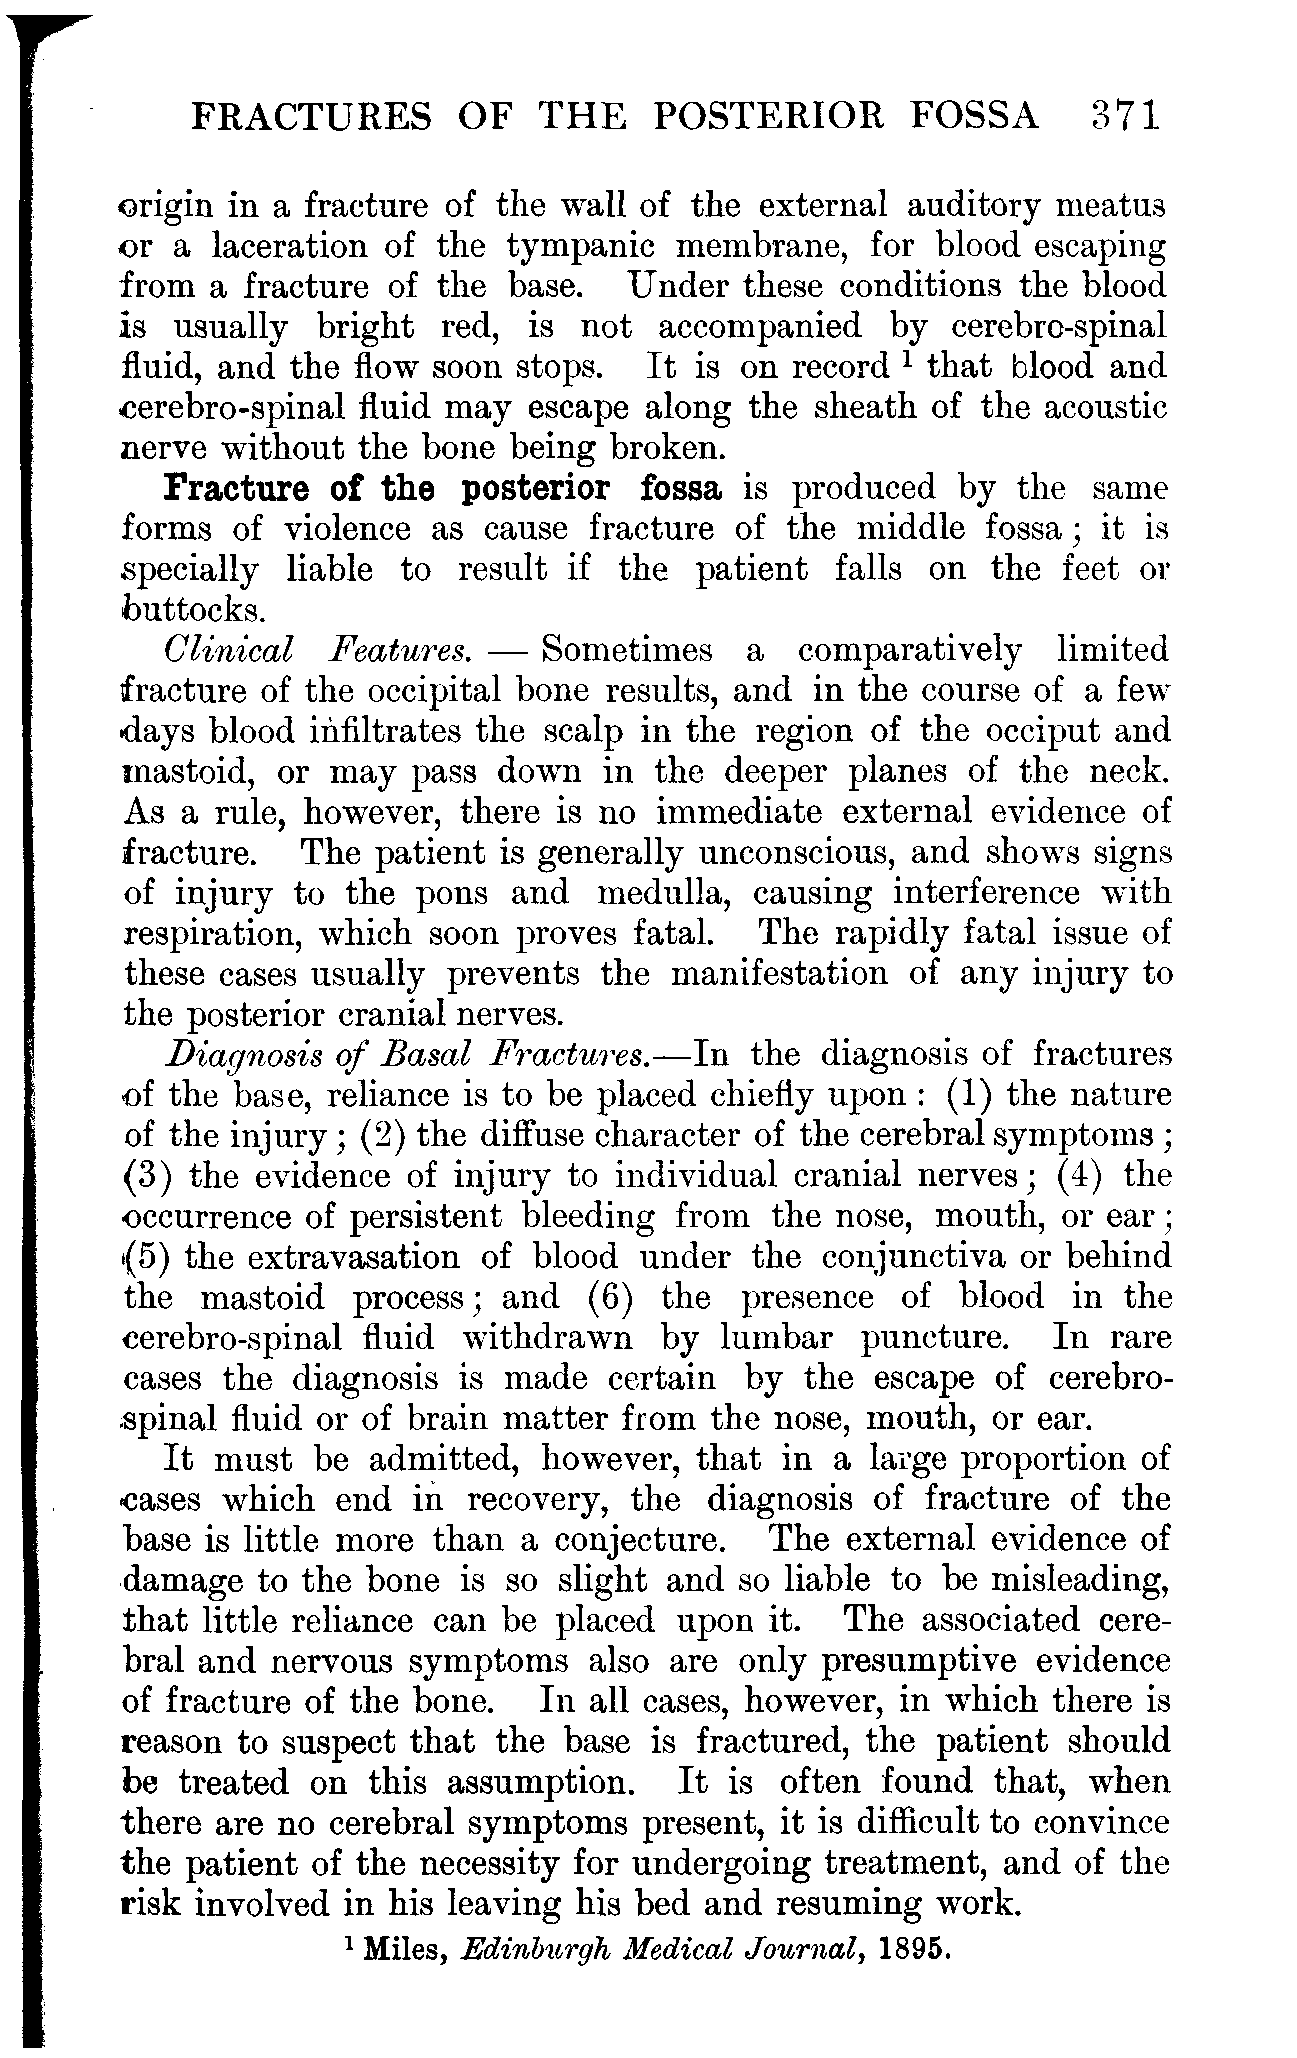 FRACTURES OF THE POSTERIOR FOSSA 371
origin in a fracture of the wall of the external auditory meatus
or a laceration of the tympanic membrane, for blood escaping
from a fracture of the base. Under these conditions the blood
is usually bright red, is not accompanied by cerebro-spinal
fluid, and the flow soon stops. It is on record ¹ that blood and
cerebro-spinal fluid may escape along the sheath of the acoustic
nerve without the bone being broken.
Fracture of the posterior fossa is produced by the same
forms of violence as cause fracture of the middle fossa ; it is
specially liable to result if the patient falls on the feet or
buttocks.
Clinical Features. — Sometimes a comparatively limited
fracture of the occipital bone results, and in the course of a few
days blood infiltrates the scalp in the region of the occiput and
mastoid, or may pass down in the deeper planes of the neck.
As a rule, however, there is no immediate external evidence of
fracture. The patient is generally unconscious, and shows signs
of injury to the pons and medulla, causing interference with
respiration, which soon proves fatal. The rapidly fatal issue of
these cases usually prevents the manifestation of any injury to
the posterior cranial nerves.
Diagnosis of Basal Fractures.—In the diagnosis of fractures
of the base, reliance is to be placed chiefly upon : (1) the nature
of the injury ; (2) the diffuse character of the cerebral symptoms ;
(3) the evidence of injury to individual cranial nerves ; (4) the
occurrence of persistent bleeding from the nose, mouth, or ear ;
(5) the extravasation of blood under the conjunctiva or behind
the mastoid process ; and (6) the presence of blood in the
cerebro-spinal fluid withdrawn by lumbar puncture. In rare
cases the diagnosis is made certain by the escape of cerebro-
spinal fluid or of brain matter from the nose, mouth, or ear.
It must be admitted, however, that in a large proportion of
cases which end in recovery, the diagnosis of fracture of the
base is little more than a conjecture. The external evidence of
damage to the bone is so slight and so liable to be misleading,
that little reliance can be placed upon it. The associated cere-
bral and nervous symptoms also are only presumptive evidence
of fracture of the bone. In all cases, however, in which there is
reason to suspect that the base is fractured, the patient should
be treated on this assumption. It is often found that, when
there are no cerebral symptoms present, it is difficult to convince
the patient of the necessity for undergoing treatment, and of the
risk involved in his leaving his bed and resuming work.
¹ Miles, Edinburgh Medical Journal, 1895.